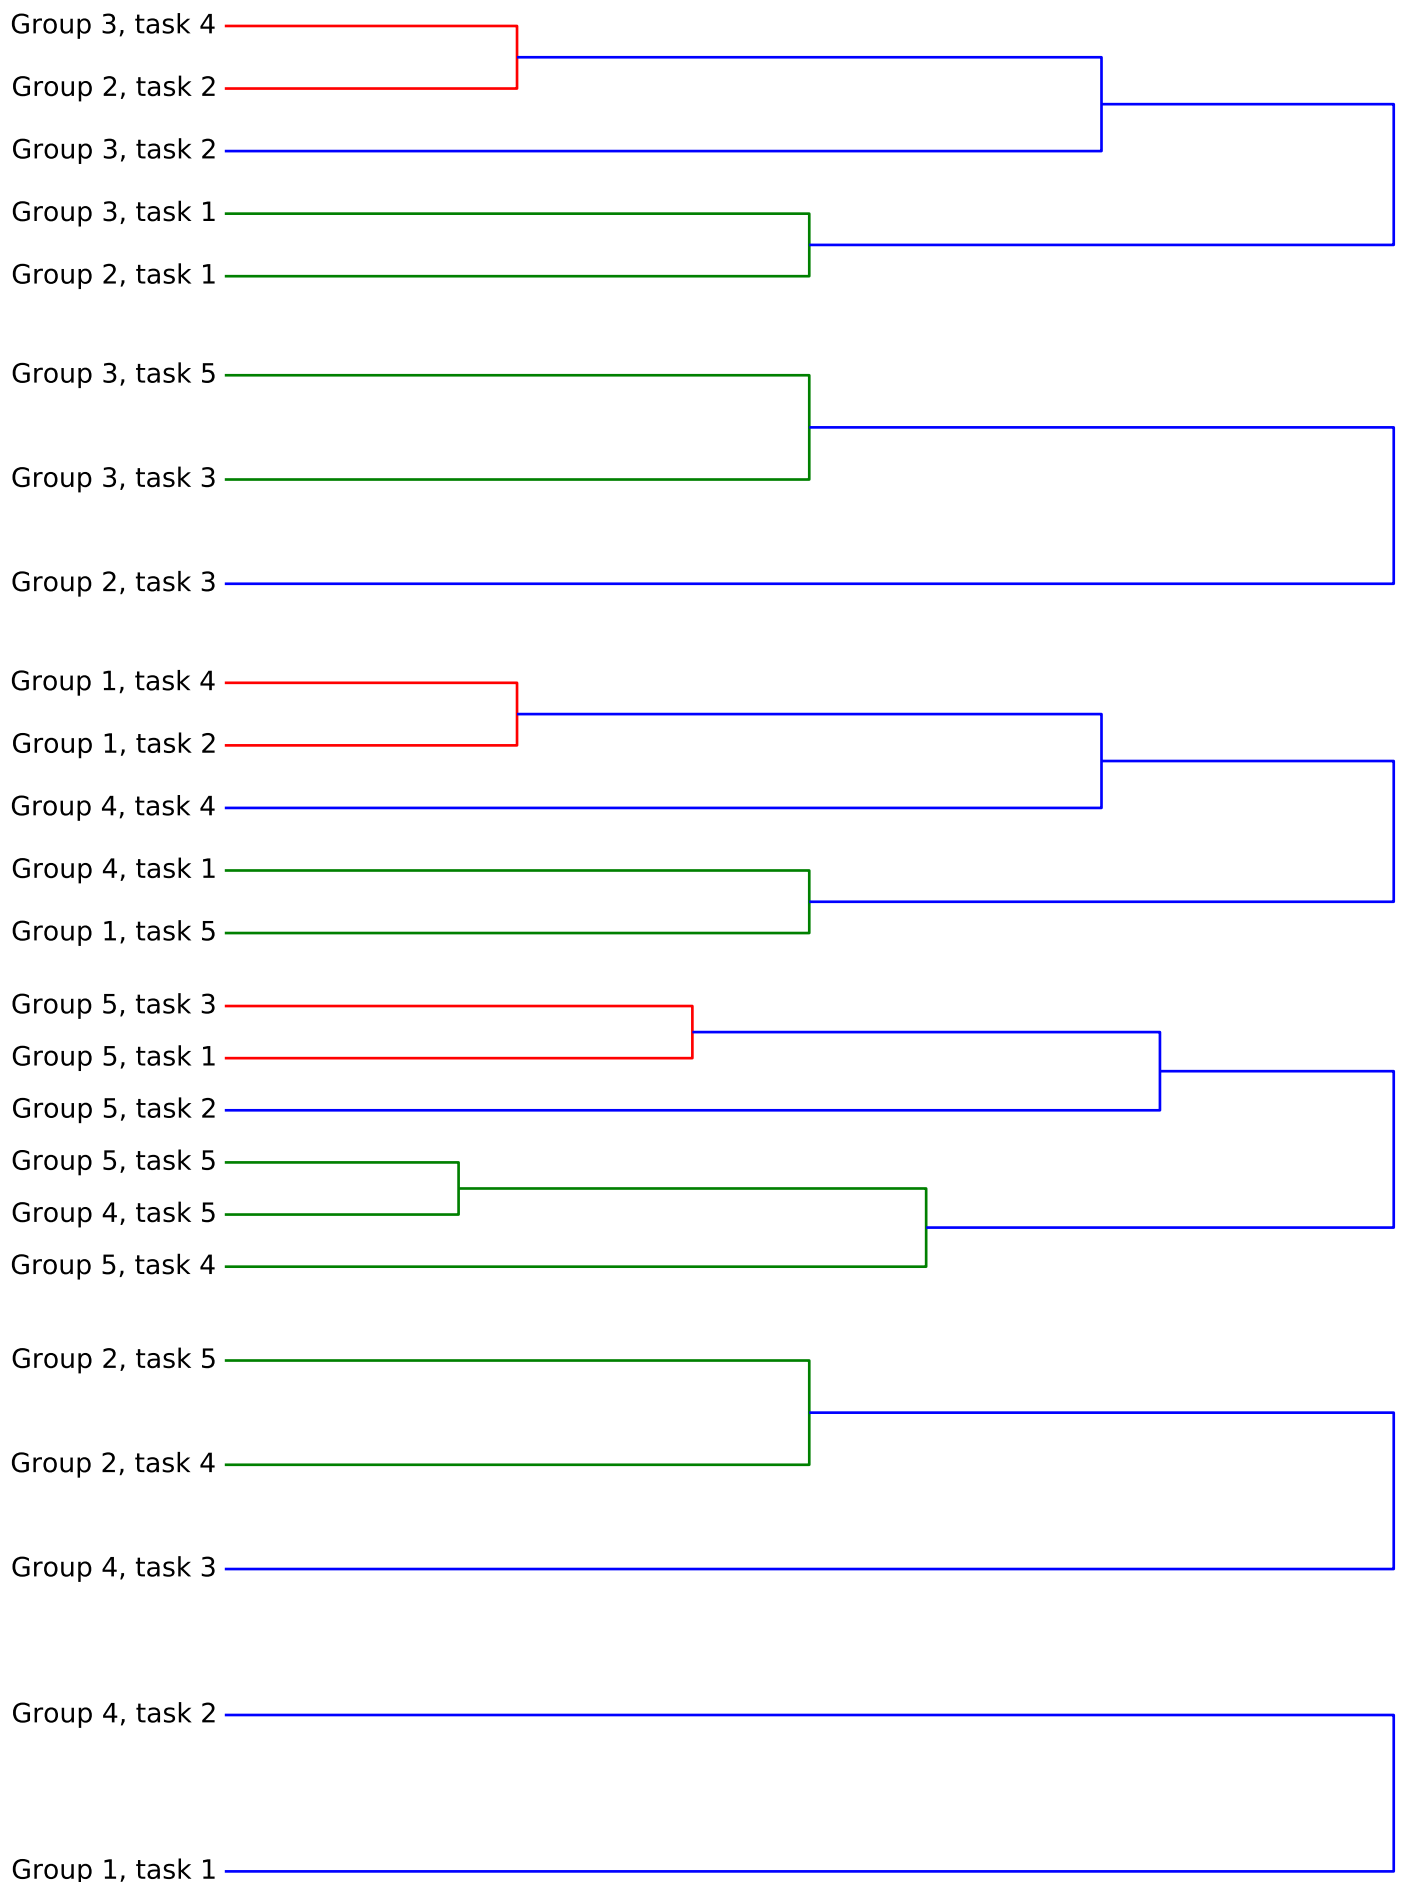 Group 3, task 4
Group 2, task 2
Group 3, task 2
Group 3, task 1
Group 2, task 1
Group 3, task 5
Group 3, task 3
Group 2, task 3
Group 1, task 4
Group 1, task 2
Group 4, task 4
Group 4, task 1
Group 1, task 5
Group 5, task 3
Group 5, task 1
Group 5, task 2
Group 5, task 5
Group 4, task 5
Group 5, task 4
Group 2, task 5
Group 2, task 4
Group 4, task 3
Group 4, task 2
Group 1, task 1